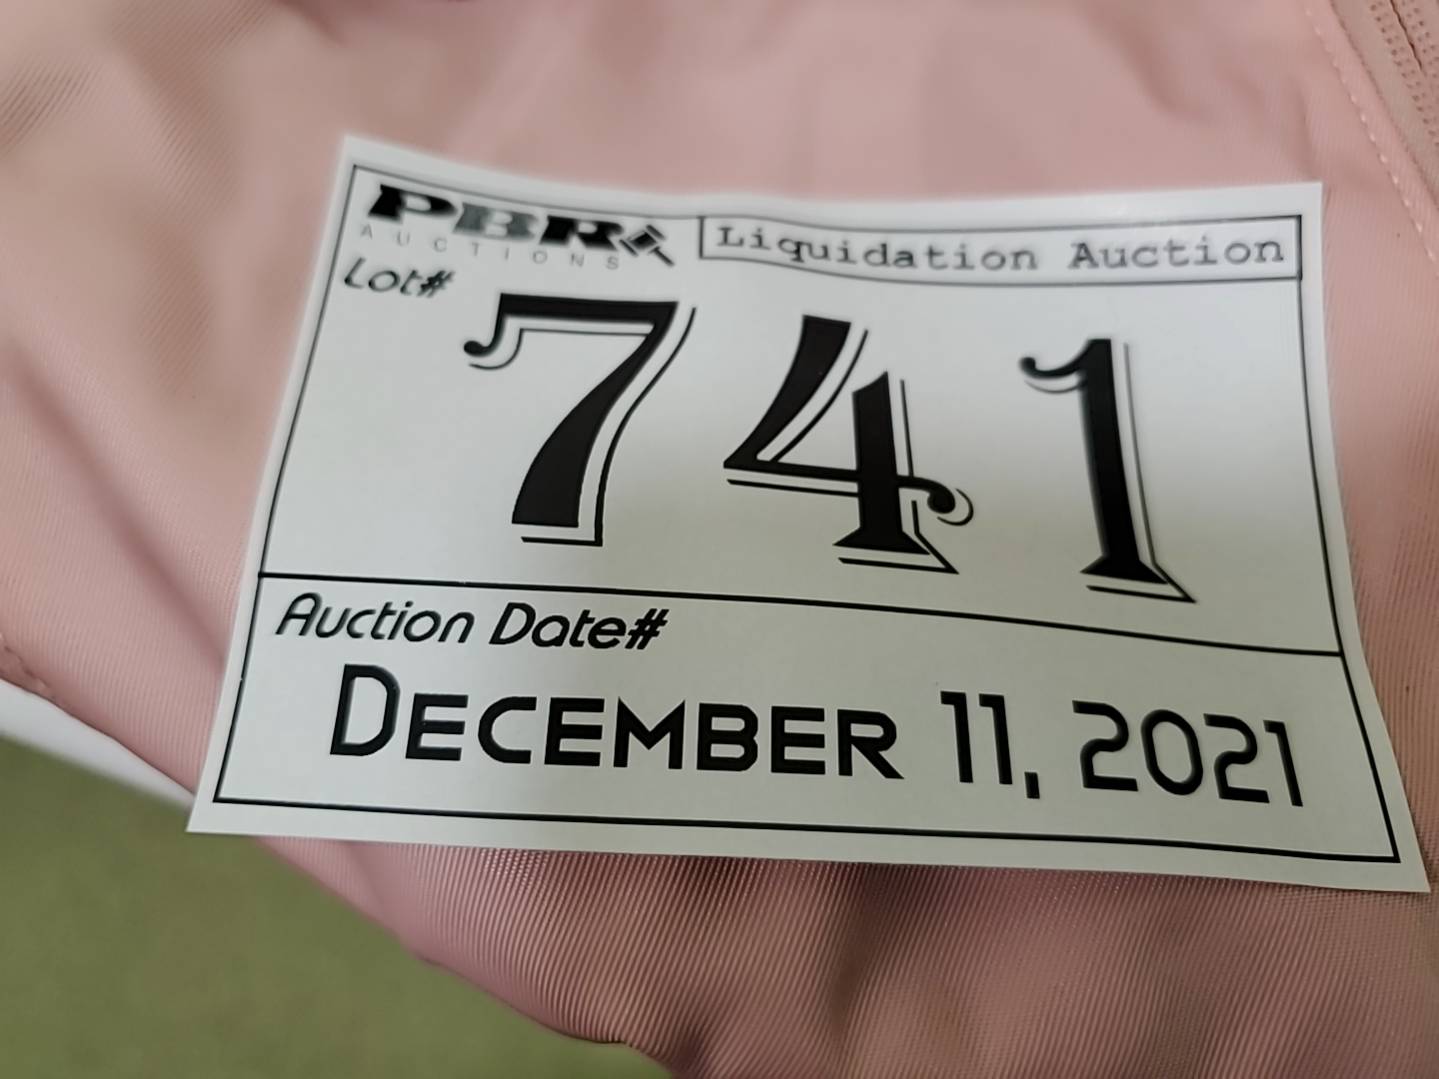 PBR
AUCTIONS
Liquidation Auction
Lot#
741
Auction Date#
December 11, 2021